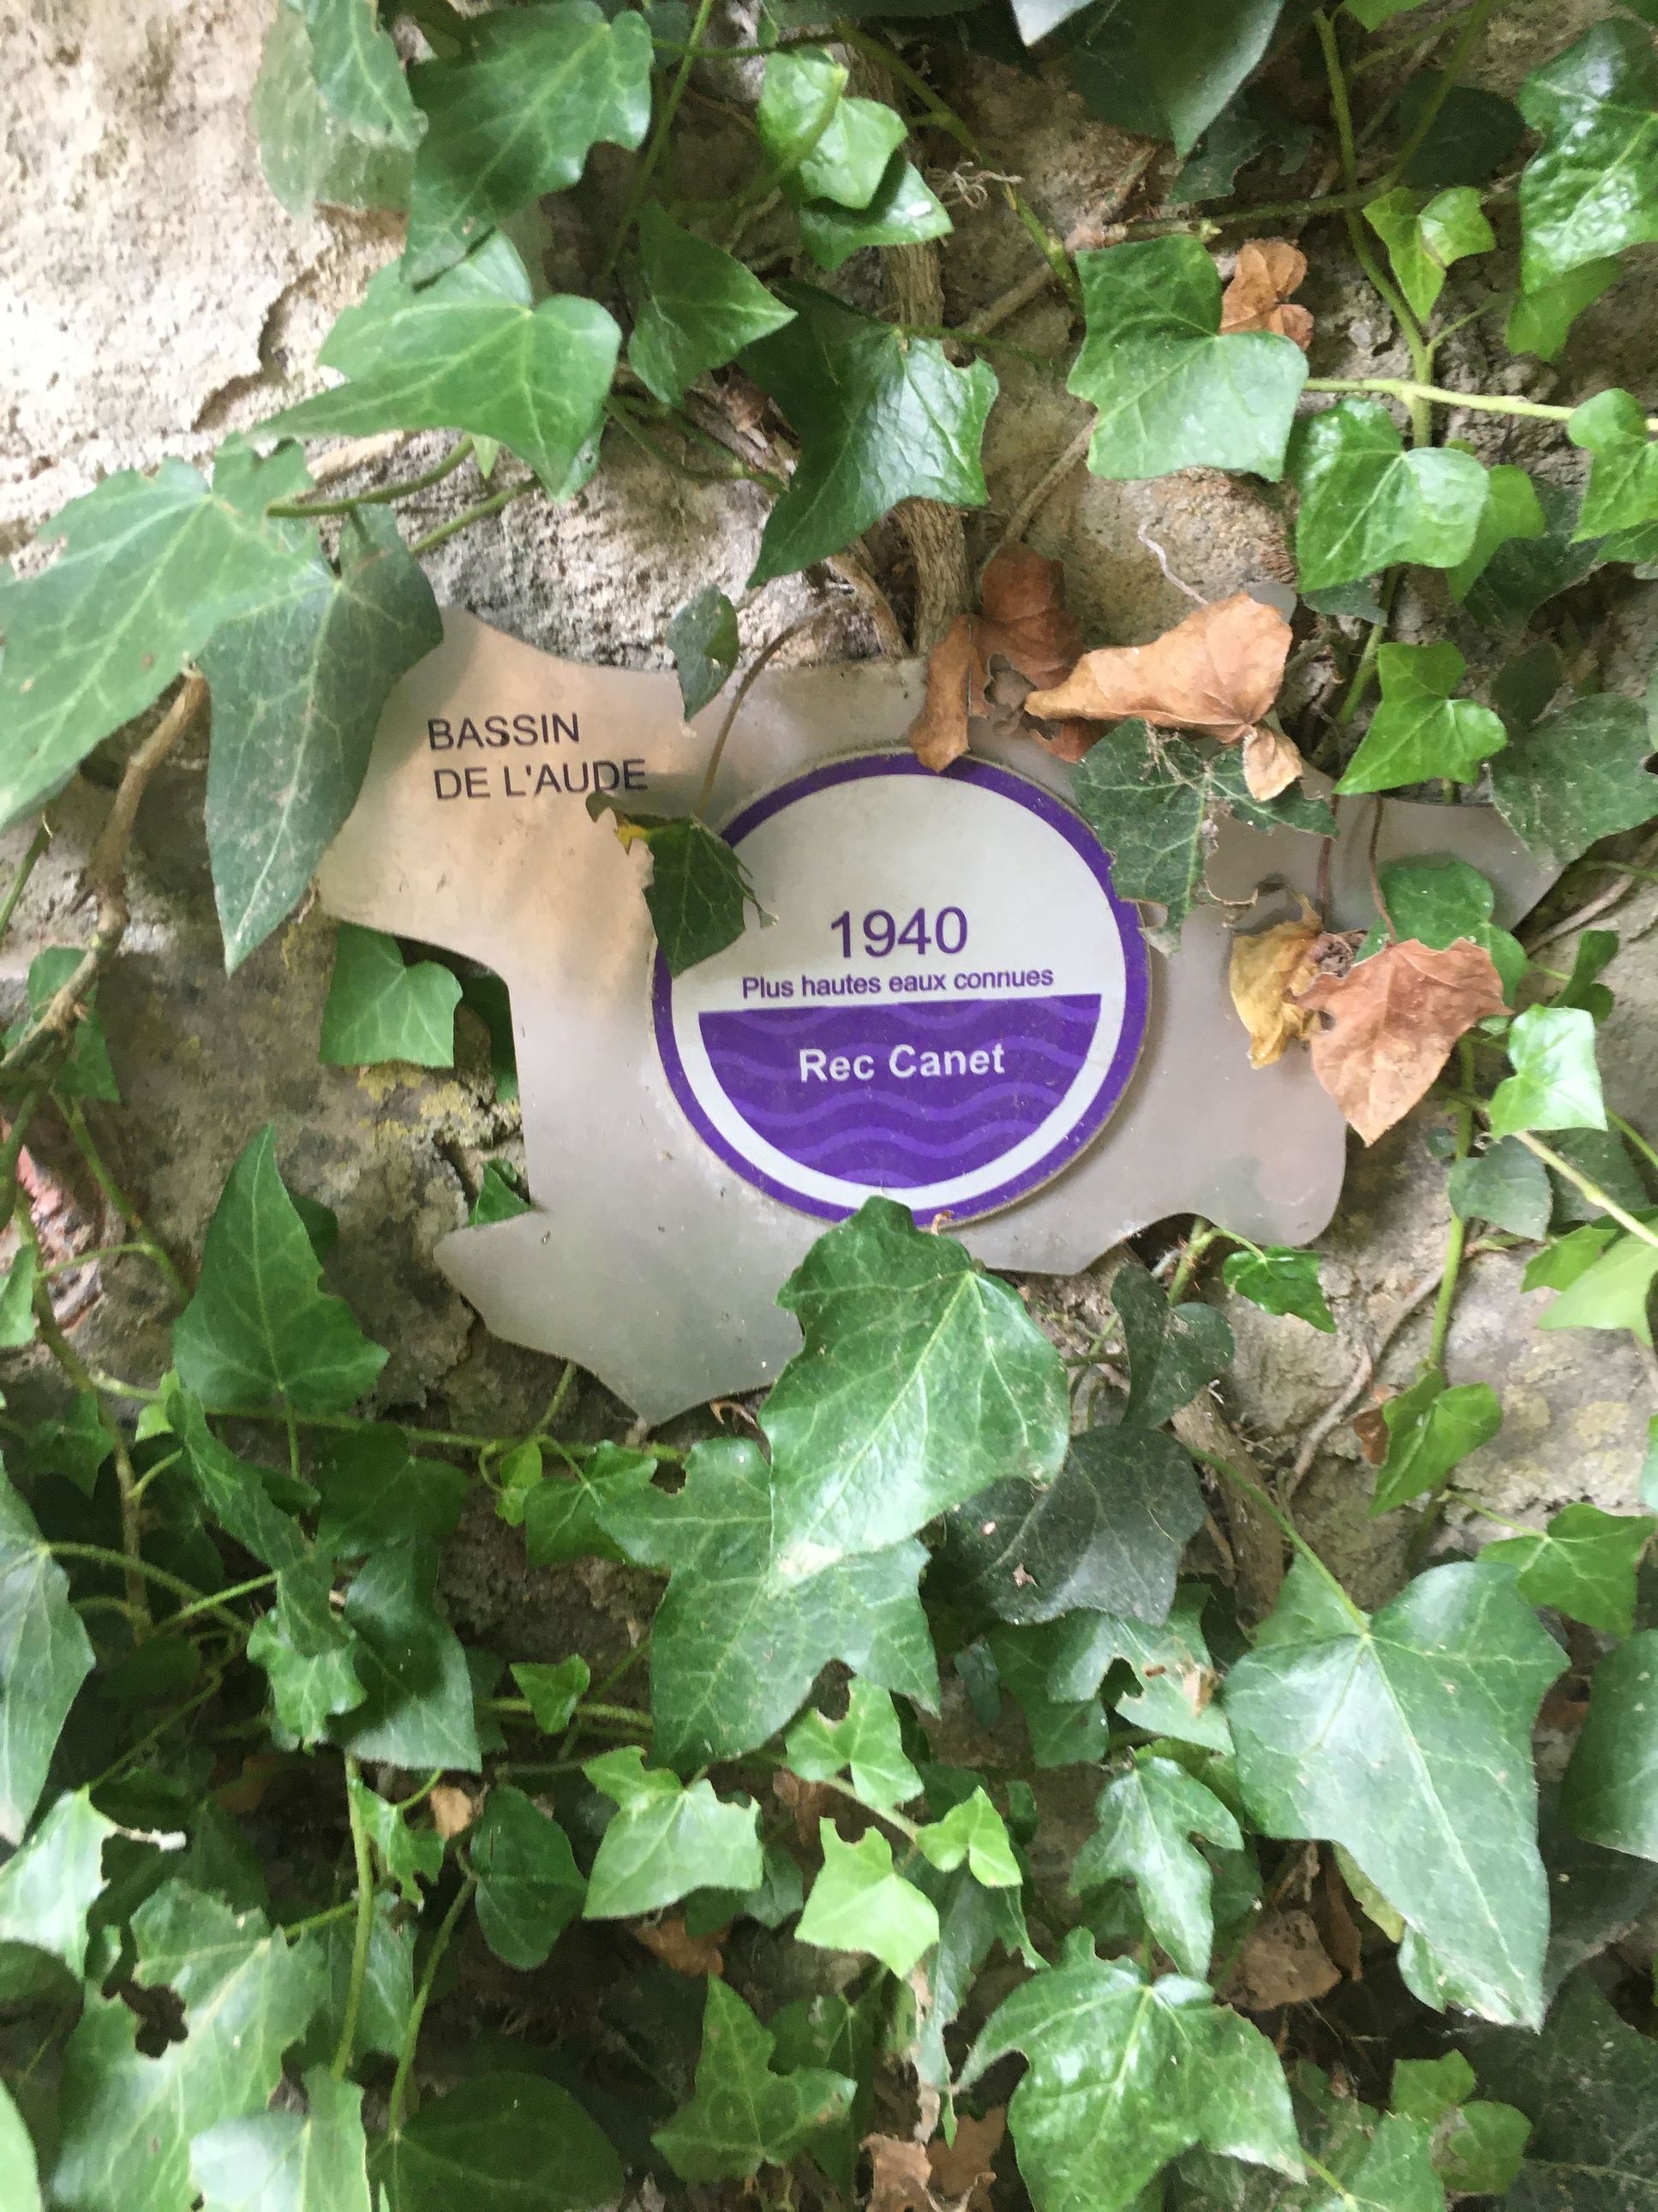 BASSIN
DE L'AUDE
1940
Plus hautes eaux connues
Rec Canet